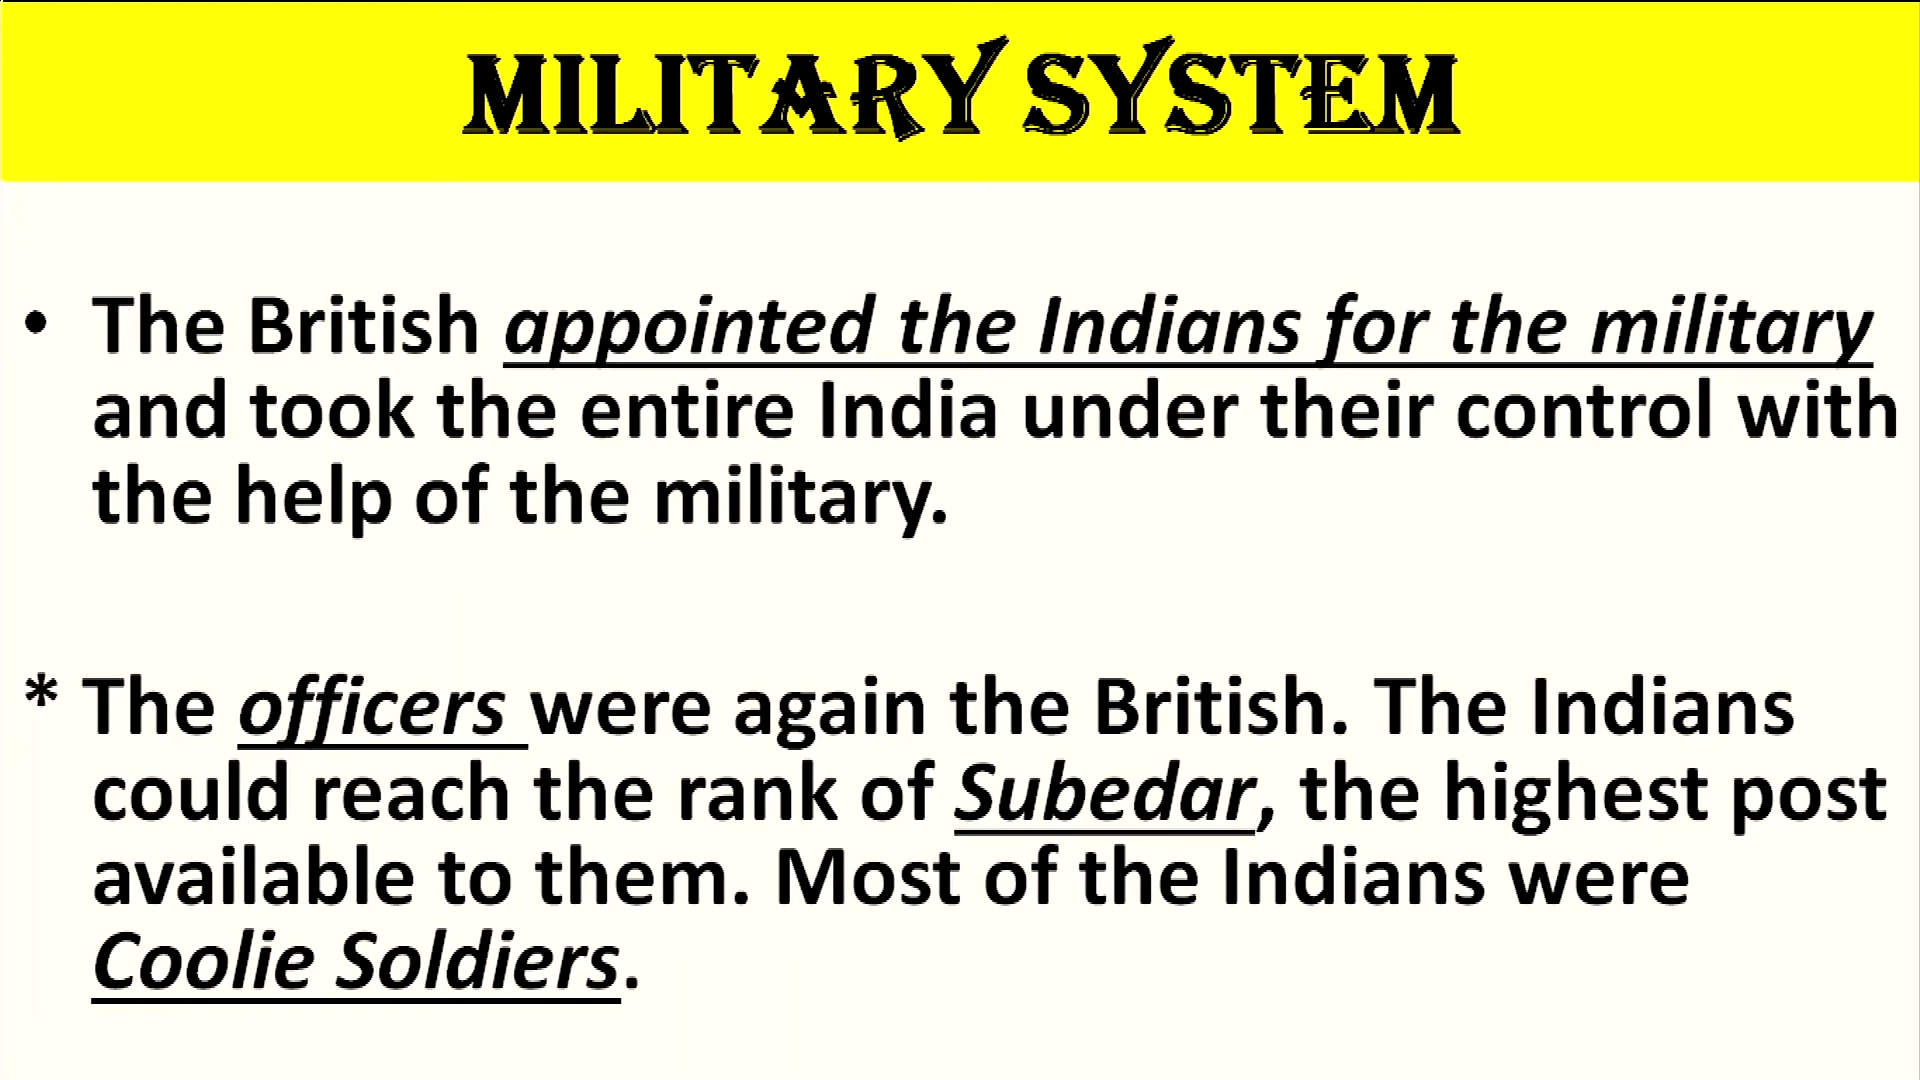 MILITARY SYSTEM
• The British appointed the Indians for the military
and took the entire India under their control with
the help of the military.
* The officers were again the British. The Indians
could reach the rank of Subedar, the highest post
available to them. Most of the Indians were
Coolie Soldiers.